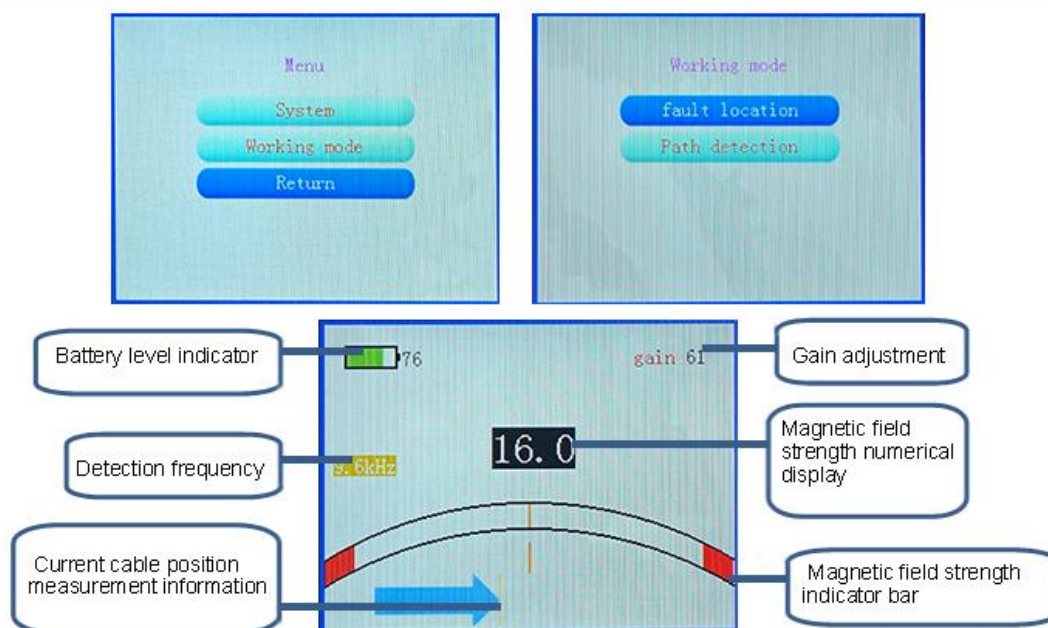 Menu
System
Working mode
Return
Working mode
fault location
Path detection
Battery level indicator
76
gain 61
Gain adjustment
16.0
Magnetic field
strength numerical
display
Detection frequency
9.6kHz
Current cable position
measurement information
Magnetic field strength
indicator bar